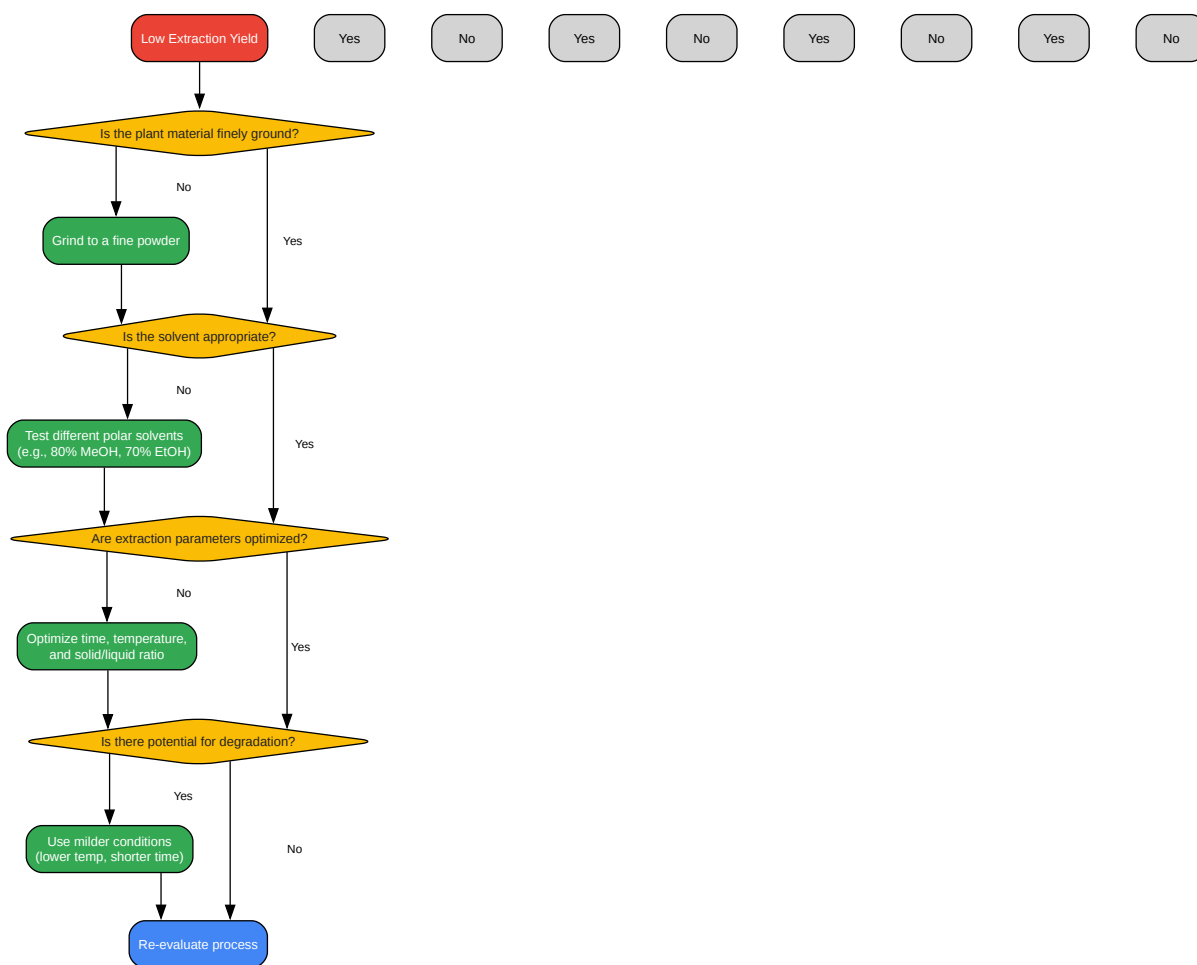 Low Extraction Yield
Yes
No
Yes
No
Yes
No
Yes
No
Is the plant material finely ground?
No
Grind to a fine powder
Yes
Is the solvent appropriate?
No
Test different polar solvents
(e.g., 80% MeOH, 70% EtOH)
Yes
Are extraction parameters optimized?
No
Optimize time, temperature,
and solid/liquid ratio
Yes
Is there potential for degradation?
Yes
Use milder conditions
(lower temp, shorter time)
No
Re-evaluate process